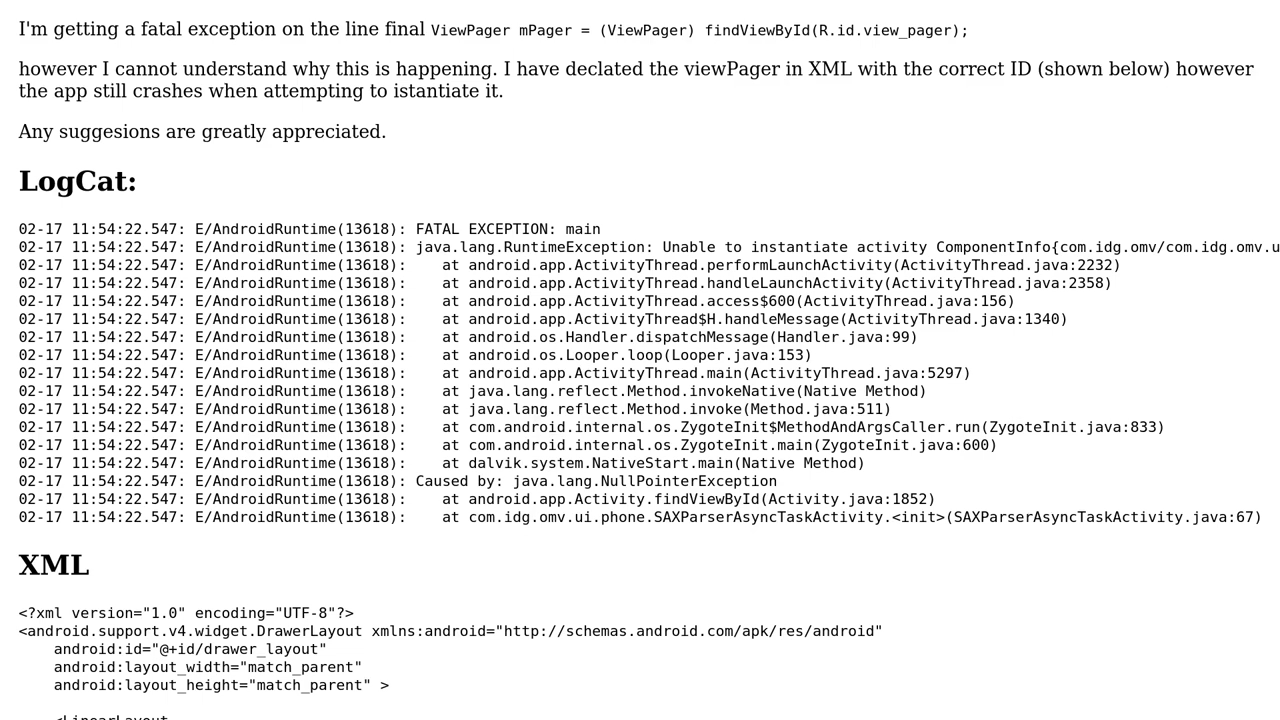 I'm getting a fatal exception on the line final ViewPager mPager = (ViewPager) findViewById(R.id.view_pager);
however I cannot understand why this is happening. I have declated the viewPager in XML with the correct ID (shown below) however
the app still crashes when attempting to istantiate it.
Any suggesions are greatly appreciated.
LogCat:
02-17 11:54:22.547: E/AndroidRuntime(13618): FATAL EXCEPTION: main
02-17 11:54:22.547: E/AndroidRuntime(13618): java.lang.RuntimeException: Unable to instantiate activity ComponentInfo{com.idg.omv/com.idg.omv.u
02-17 11:54:22.547: E/AndroidRuntime(13618):    at android.app.ActivityThread.performLaunchActivity(ActivityThread.java:2232)
02-17 11:54:22.547: E/AndroidRuntime(13618):    at android.app.ActivityThread.handleLaunchActivity(ActivityThread.java:2358)
02-17 11:54:22.547: E/AndroidRuntime(13618):    at android.app.ActivityThread.access$600(ActivityThread.java:156)
02-17 11:54:22.547: E/AndroidRuntime(13618):    at android.app.ActivityThread$H.handleMessage(ActivityThread.java:1340)
02-17 11:54:22.547: E/AndroidRuntime(13618):    at android.os.Handler.dispatchMessage(Handler.java:99)
02-17 11:54:22.547: E/AndroidRuntime(13618):    at android.os.Looper.loop(Looper.java:153)
02-17 11:54:22.547: E/AndroidRuntime(13618):    at android.app.ActivityThread.main(ActivityThread.java:5297)
02-17 11:54:22.547: E/AndroidRuntime(13618):    at java.lang.reflect.Method.invokeNative(Native Method)
02-17 11:54:22.547: E/AndroidRuntime(13618):    at java.lang.reflect.Method.invoke(Method.java:511)
02-17 11:54:22.547: E/AndroidRuntime(13618):    at com.android.internal.os.ZygoteInit$MethodAndArgsCaller.run(ZygoteInit.java:833)
02-17 11:54:22.547: E/AndroidRuntime(13618):    at com.android.internal.os.ZygoteInit.main(ZygoteInit.java:600)
02-17 11:54:22.547: E/AndroidRuntime(13618):    at dalvik.system.NativeStart.main(Native Method)
02-17 11:54:22.547: E/AndroidRuntime(13618): Caused by: java.lang.NullPointerException
02-17 11:54:22.547: E/AndroidRuntime(13618):    at android.app.Activity.findViewById(Activity.java:1852)
02-17 11:54:22.547: E/AndroidRuntime(13618):    at com.idg.omv.ui.phone.SAXParserAsyncTaskActivity.<init>(SAXParserAsyncTaskActivity.java:67)
XML
<?xml version="1.0" encoding="UTF-8"?>
<android.support.v4.widget.DrawerLayout xmlns:android="http://schemas.android.com/apk/res/android"
    android:id="@+id/drawer_layout"
    android:layout_width="match_parent"
    android:layout_height="match_parent" >
    <LinearLayout